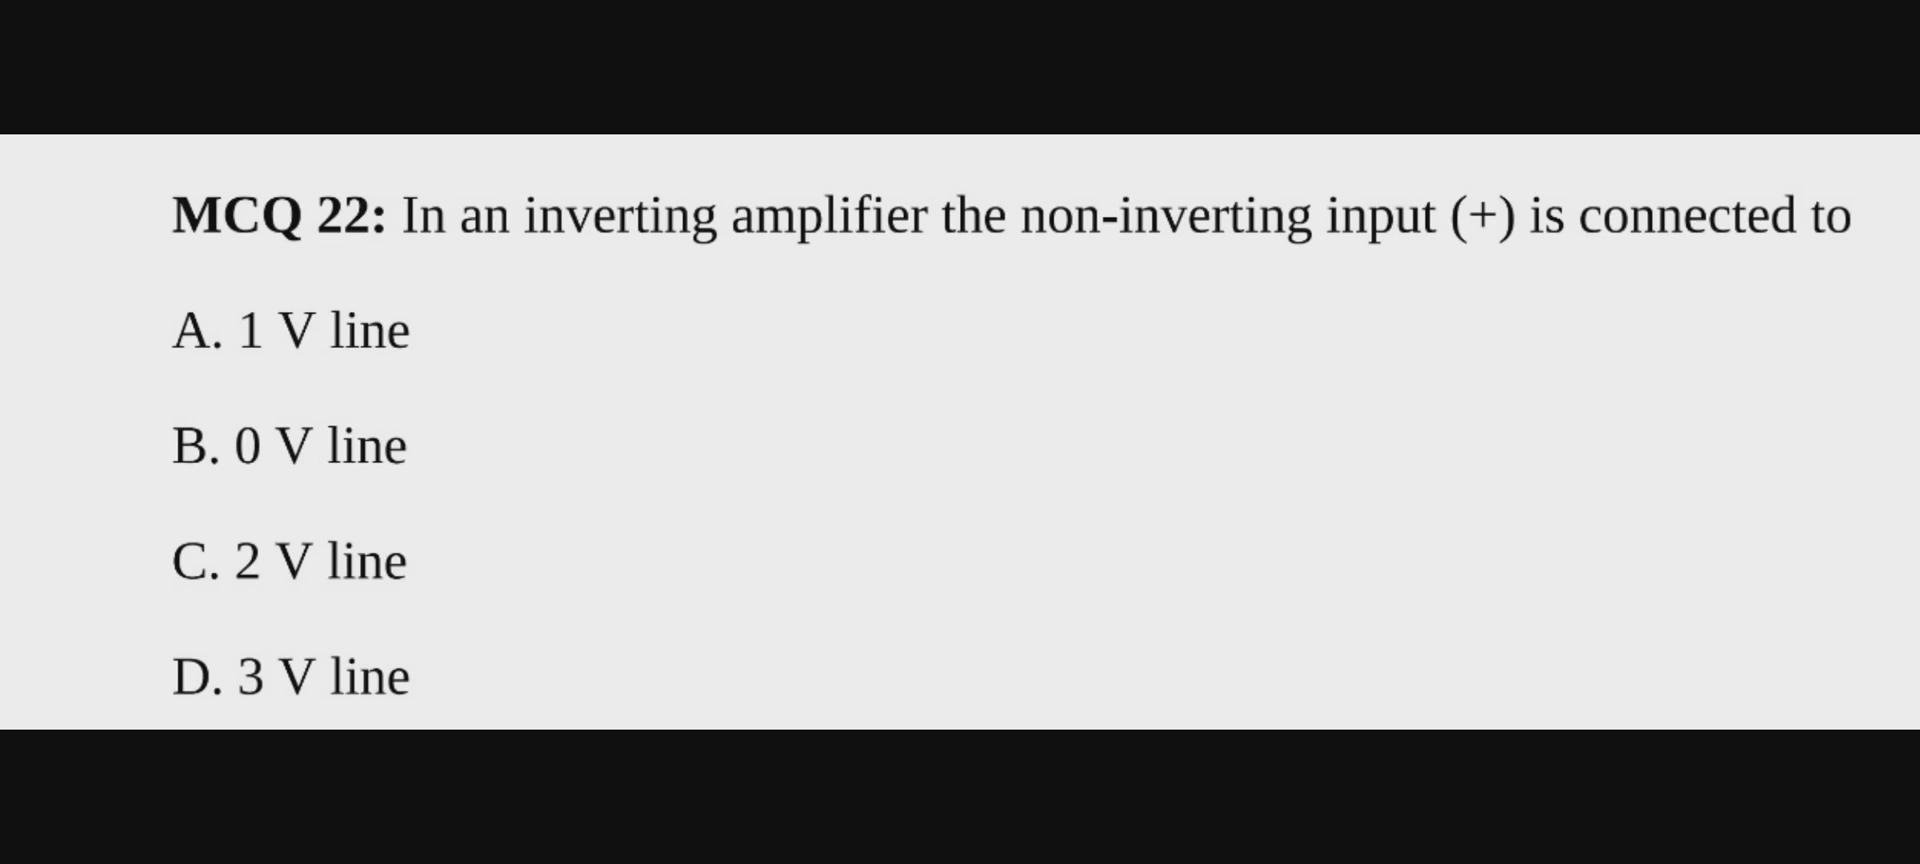 MCQ 22: In an inverting amplifier the non-inverting input (+) is connected to
A. 1 V line
B. 0 V line
C. 2 V line
D. 3 V line